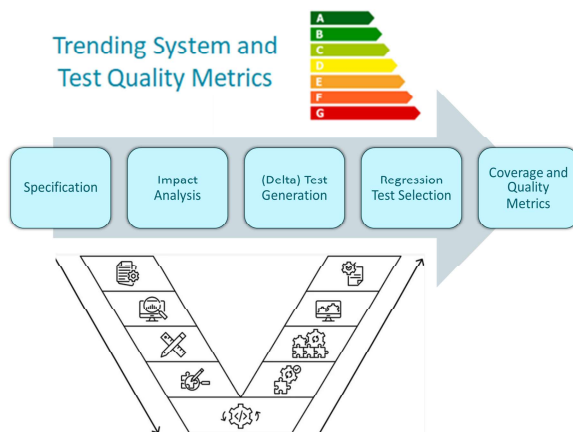 Trending System and
Test Quality Metrics
A
B
C
D
E
F
G
Specification
Impact
Analysis
(Delta) Test
Generation
Regression
Test Selection
Coverage and
Quality
Metrics
</>